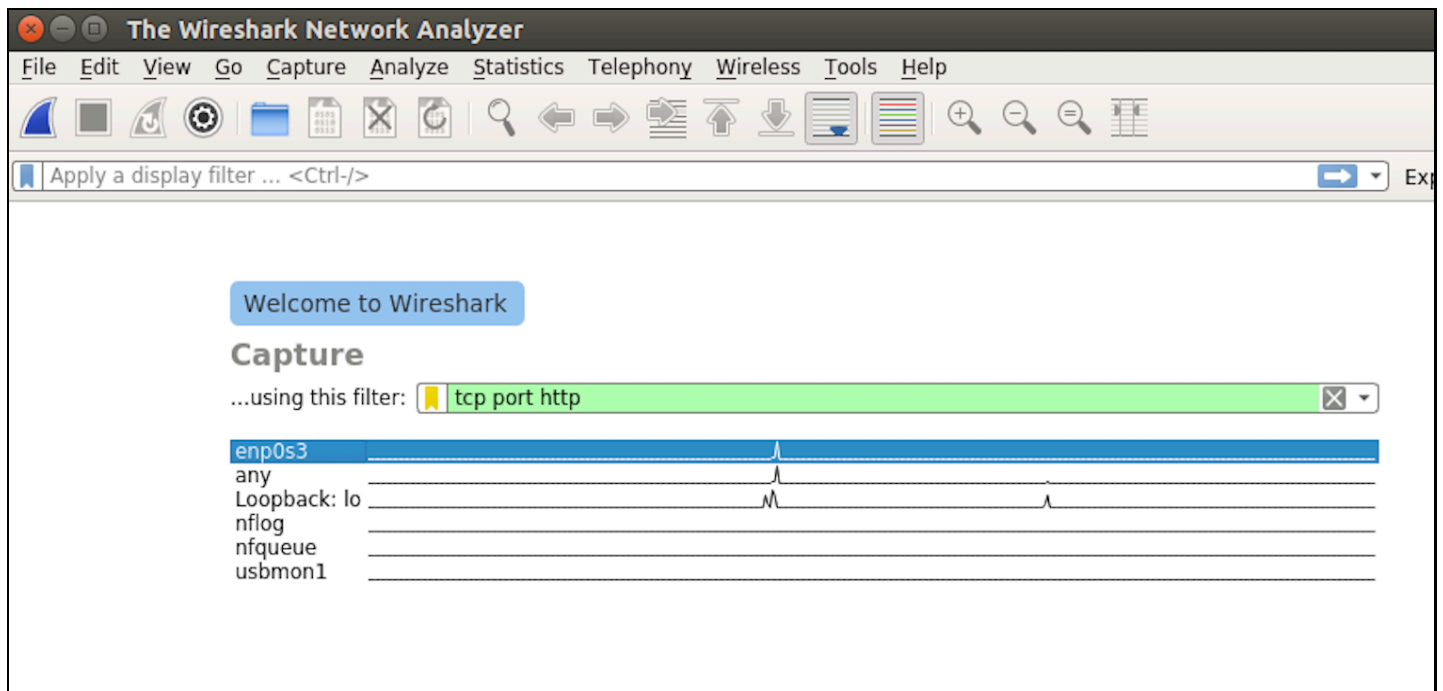 The Wireshark Network Analyzer
File Edit View Go Capture Analyze Statistics Telephony Wireless Tools Help
Apply a display filter ... <Ctrl-/>
Welcome to Wireshark
Capture
...using this filter: tcp port http
enp0s3
any
Loopback: lo
nflog
nfqueue
usbmon1